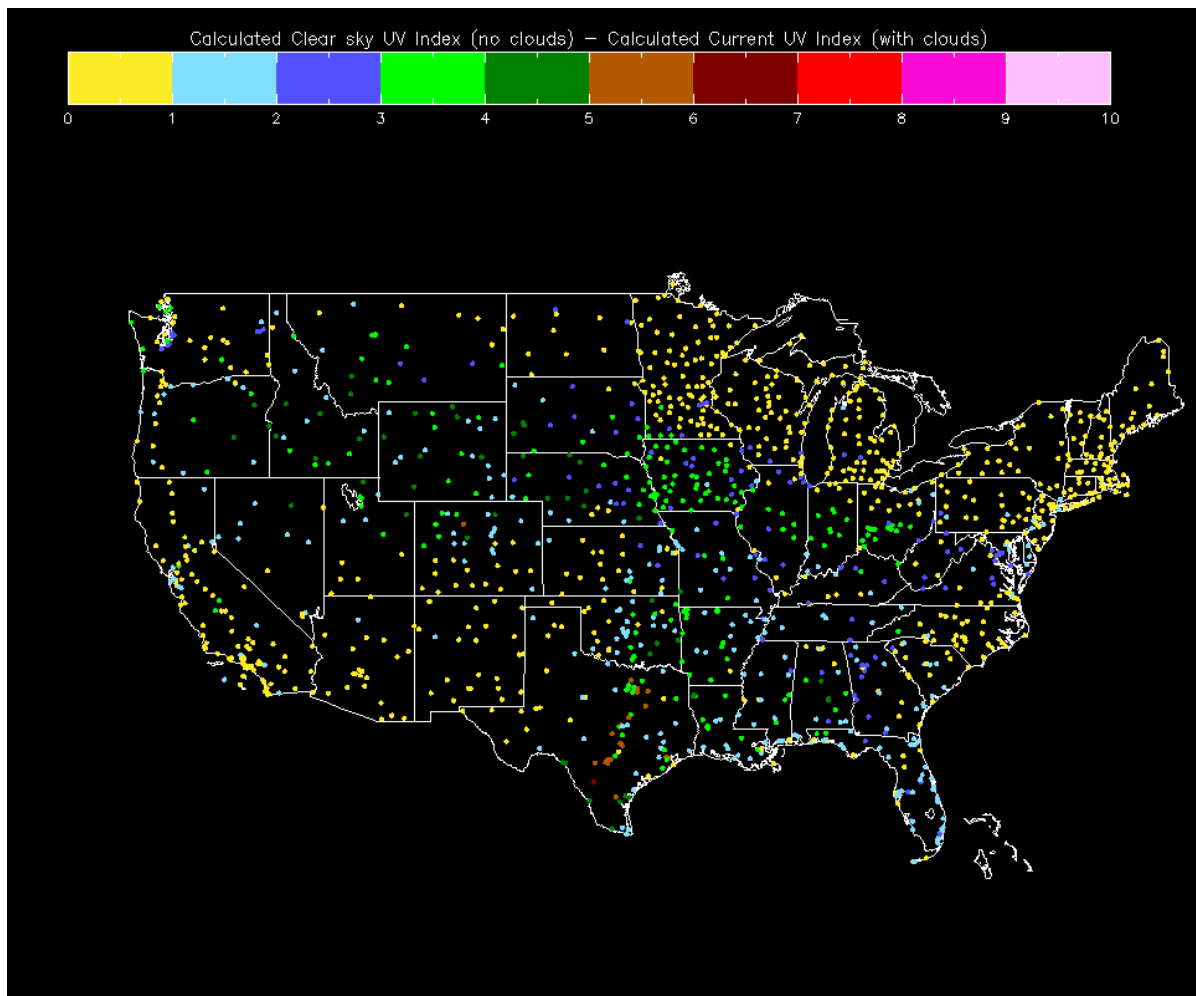 Calculated Clear sky UV Index (no clouds) – Calculated Current UV Index (with clouds)
0 1 2 3 4 5 6 7 8 9 10